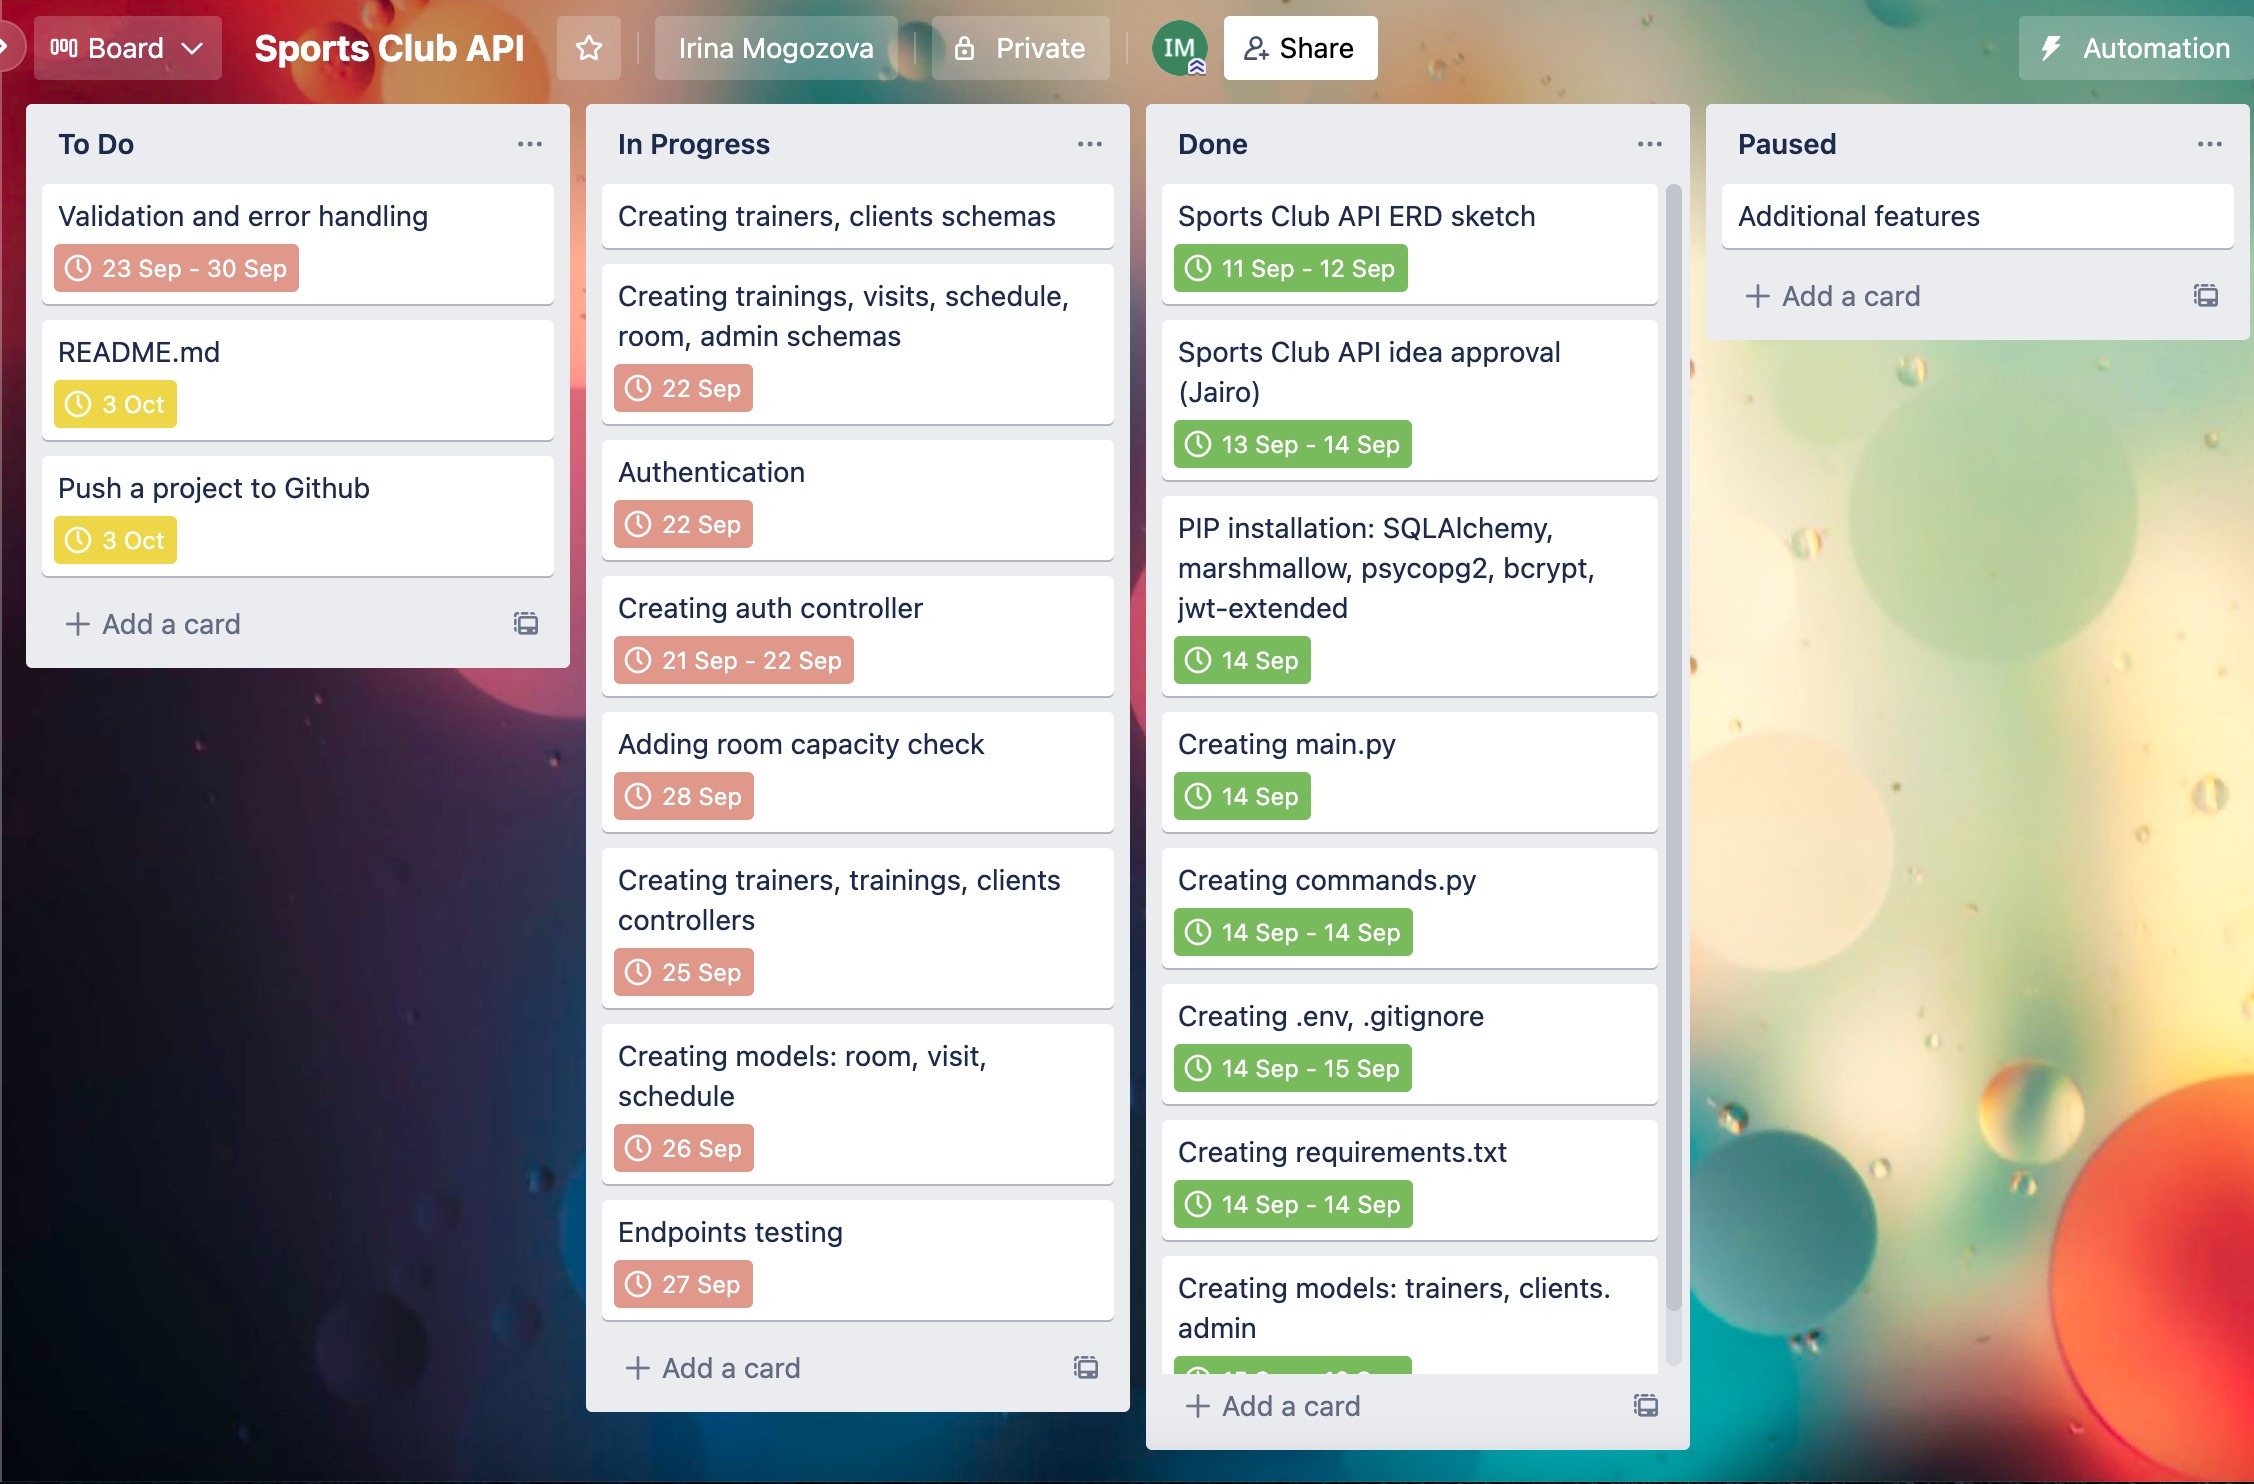 Board
Sports Club API
Irina Mogozova
Private
IM
Share
Automation
To Do
Validation and error handling
23 Sep - 30 Sep
README.md
3 Oct
Push a project to Github
3 Oct
Add a card
In Progress
Creating trainers, clients schemas
Creating trainings, visits, schedule,
room, admin schemas
22 Sep
Authentication
22 Sep
Creating auth controller
21 Sep - 22 Sep
Adding room capacity check
28 Sep
Creating trainers, trainings, clients
controllers
25 Sep
Creating models: room, visit,
schedule
26 Sep
Endpoints testing
27 Sep
Add a card
Done
Sports Club API ERD sketch
11 Sep - 12 Sep
Sports Club API idea approval
(Jairo)
13 Sep - 14 Sep
PIP installation: SQLAlchemy,
marshmallow, psycopg2, bcrypt,
jwt-extended
14 Sep
Creating main.py
14 Sep
Creating commands.py
14 Sep - 14 Sep
Creating .env, .gitignore
14 Sep - 15 Sep
Creating requirements.txt
14 Sep - 14 Sep
Creating models: trainers, clients.
admin
Add a card
Paused
Additional features
Add a card